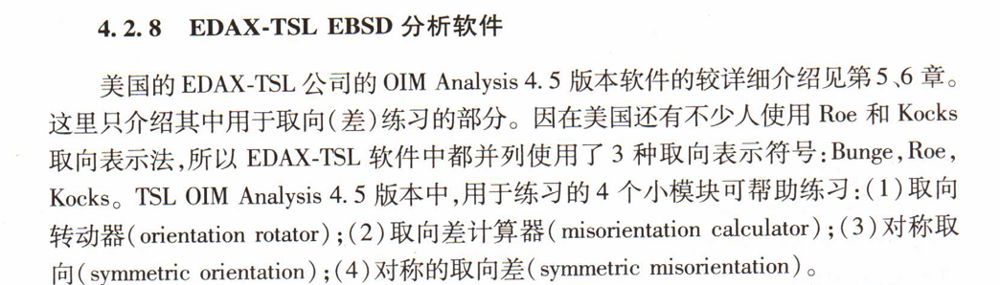 4.2.8 EDAX-TSL EBSD 分析软件
美国的 EDAX-TSL 公司的 OIM Analysis 4.5 版本软件的较详细介绍见第 5、6 章。
这里只介绍其中用于取向(差)练习的部分。因在美国还有不少人使用 Roe 和 Kocks
取向表示法,所以 EDAX-TSL 软件中都并列使用了 3 种取向表示符号:Bunge,Roe,
Kocks。TSL OIM Analysis 4.5 版本中,用于练习的 4 个小模块可帮助练习:(1)取向
转动器(orientation rotator);(2)取向差计算器(misorientation calculator);(3)对称取
向(symmetric orientation);(4)对称的取向差(symmetric misorientation)。